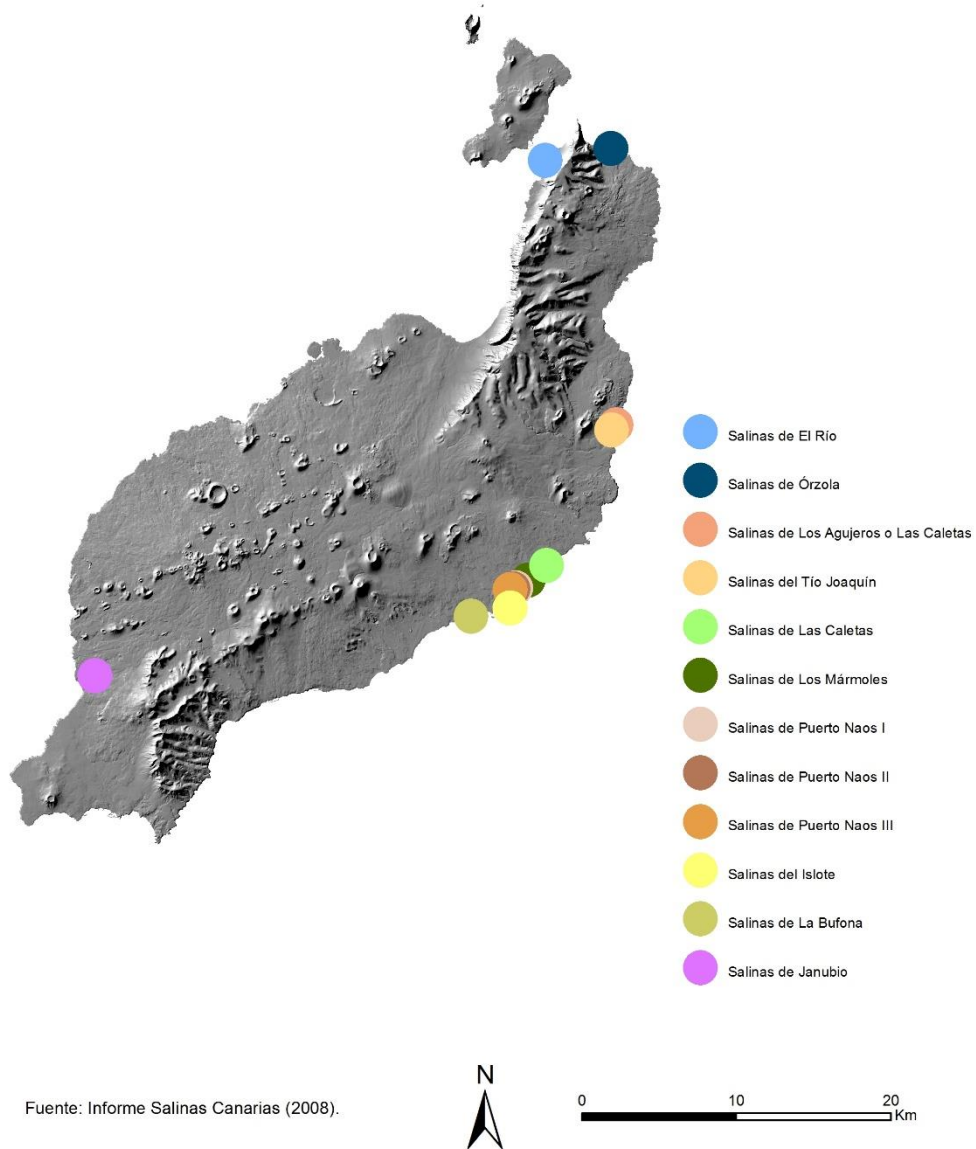 Salinas de El Río
Salinas de Órzola
Salinas de Los Agujeros o Las Caletas
Salinas del Tío Joaquín
Salinas de Las Caletas
Salinas de Los Mármoles
Salinas de Puerto Naos I
Salinas de Puerto Naos II
Salinas de Puerto Naos III
Salinas del Islote
Salinas de La Bufona
Salinas de Janubio
Fuente: Informe Salinas Canarias (2008).
N
0 10 20
Km